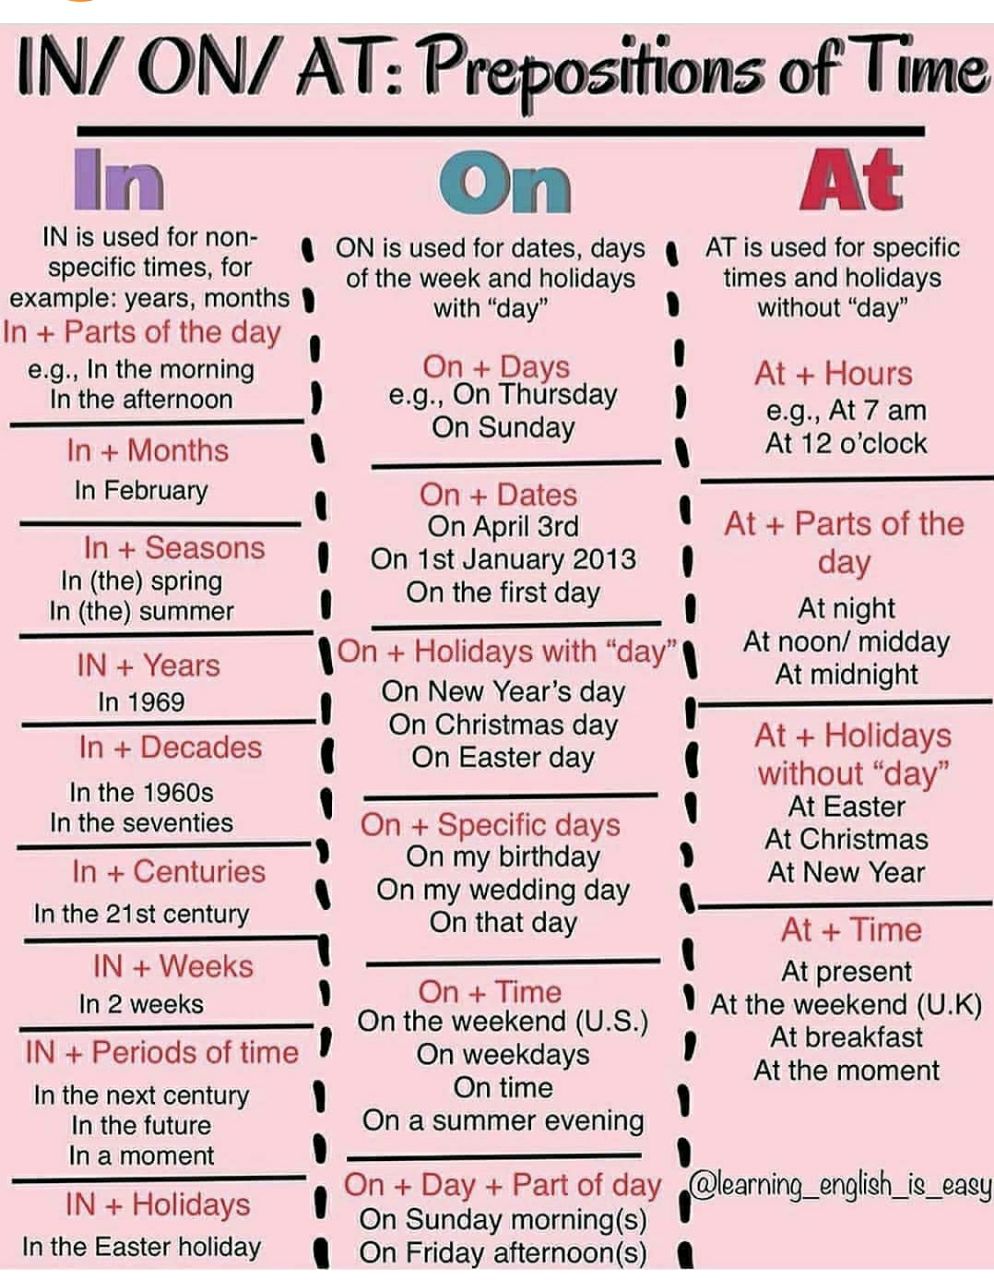 IN/ ON/ AT: Prepositions of Time
In
IN is used for non-
specific times, for
example: years, months
In + Parts of the day
e.g., In the morning
In the afternoon
In + Months
In February
In + Seasons
In (the) spring
In (the) summer
IN + Years
In 1969
In + Decades
In the 1960s
In the seventies
In + Centuries
In the 21st century
IN + Weeks
In 2 weeks
IN + Periods of time
In the next century
In the future
In a moment
IN + Holidays
In the Easter holiday
On
ON is used for dates, days
of the week and holidays
with “day”
On + Days
e.g., On Thursday
On Sunday
On + Dates
On April 3rd
On 1st January 2013
On the first day
On + Holidays with “day”
On New Year’s day
On Christmas day
On Easter day
On + Specific days
On my birthday
On my wedding day
On that day
On + Time
On the weekend (U.S.)
On weekdays
On time
On a summer evening
On + Day + Part of day
On Sunday morning(s)
On Friday afternoon(s)
At
AT is used for specific
times and holidays
without “day”
At + Hours
e.g., At 7 am
At 12 o’clock
At + Parts of the
day
At night
At noon/ midday
At midnight
At + Holidays
without “day”
At Easter
At Christmas
At New Year
At + Time
At present
At the weekend (U.K)
At breakfast
At the moment
@learning_english_is_easy